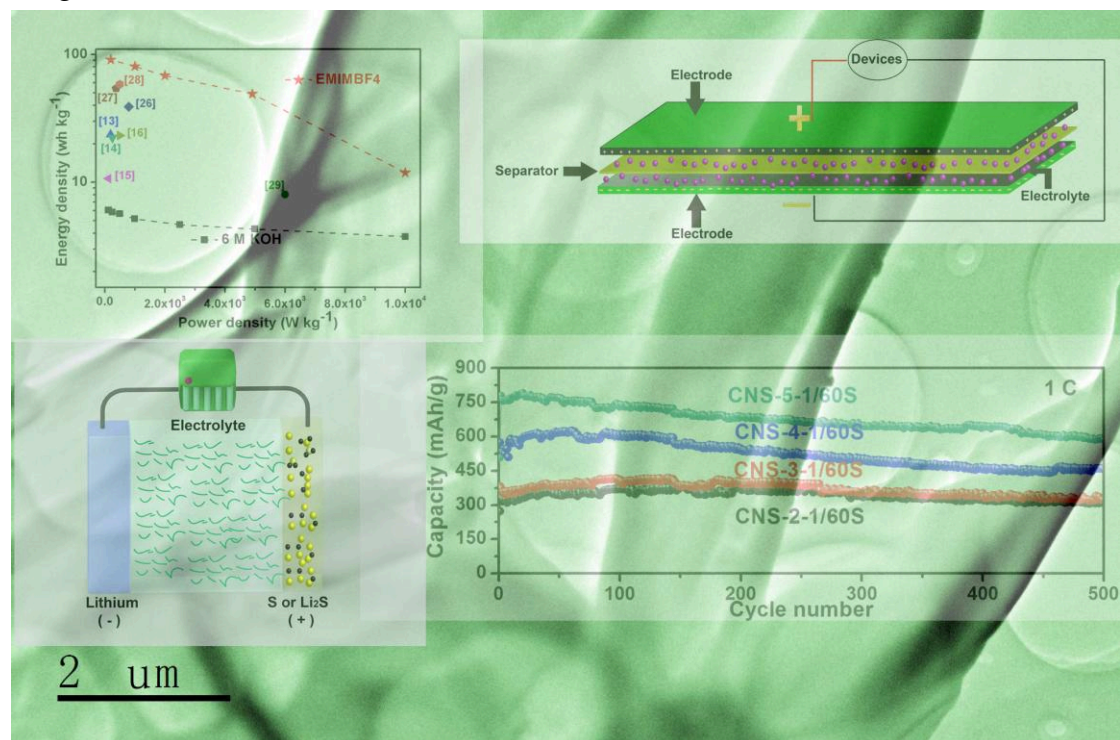 100
10
Energy density (wh kg⁻¹)
EMIMBF4
[28]
[27]
[26]
[13]
[16]
[14]
[15]
[29]
6 M KOH
0.0
2.0x10³
4.0x10³
6.0x10³
8.0x10³
1.0x10⁴
Power density (W kg⁻¹)
Devices
Electrode
+
Separator
Electrolyte
Electrode
Electrolyte
Lithium
( - )
S or Li₂S
( + )
900
750
600
450
300
150
0
Capacity (mAh/g)
1 C
CNS-5-1/60S
CNS-4-1/60S
CNS-3-1/60S
CNS-2-1/60S
0
100
200
300
400
500
Cycle number
2 um